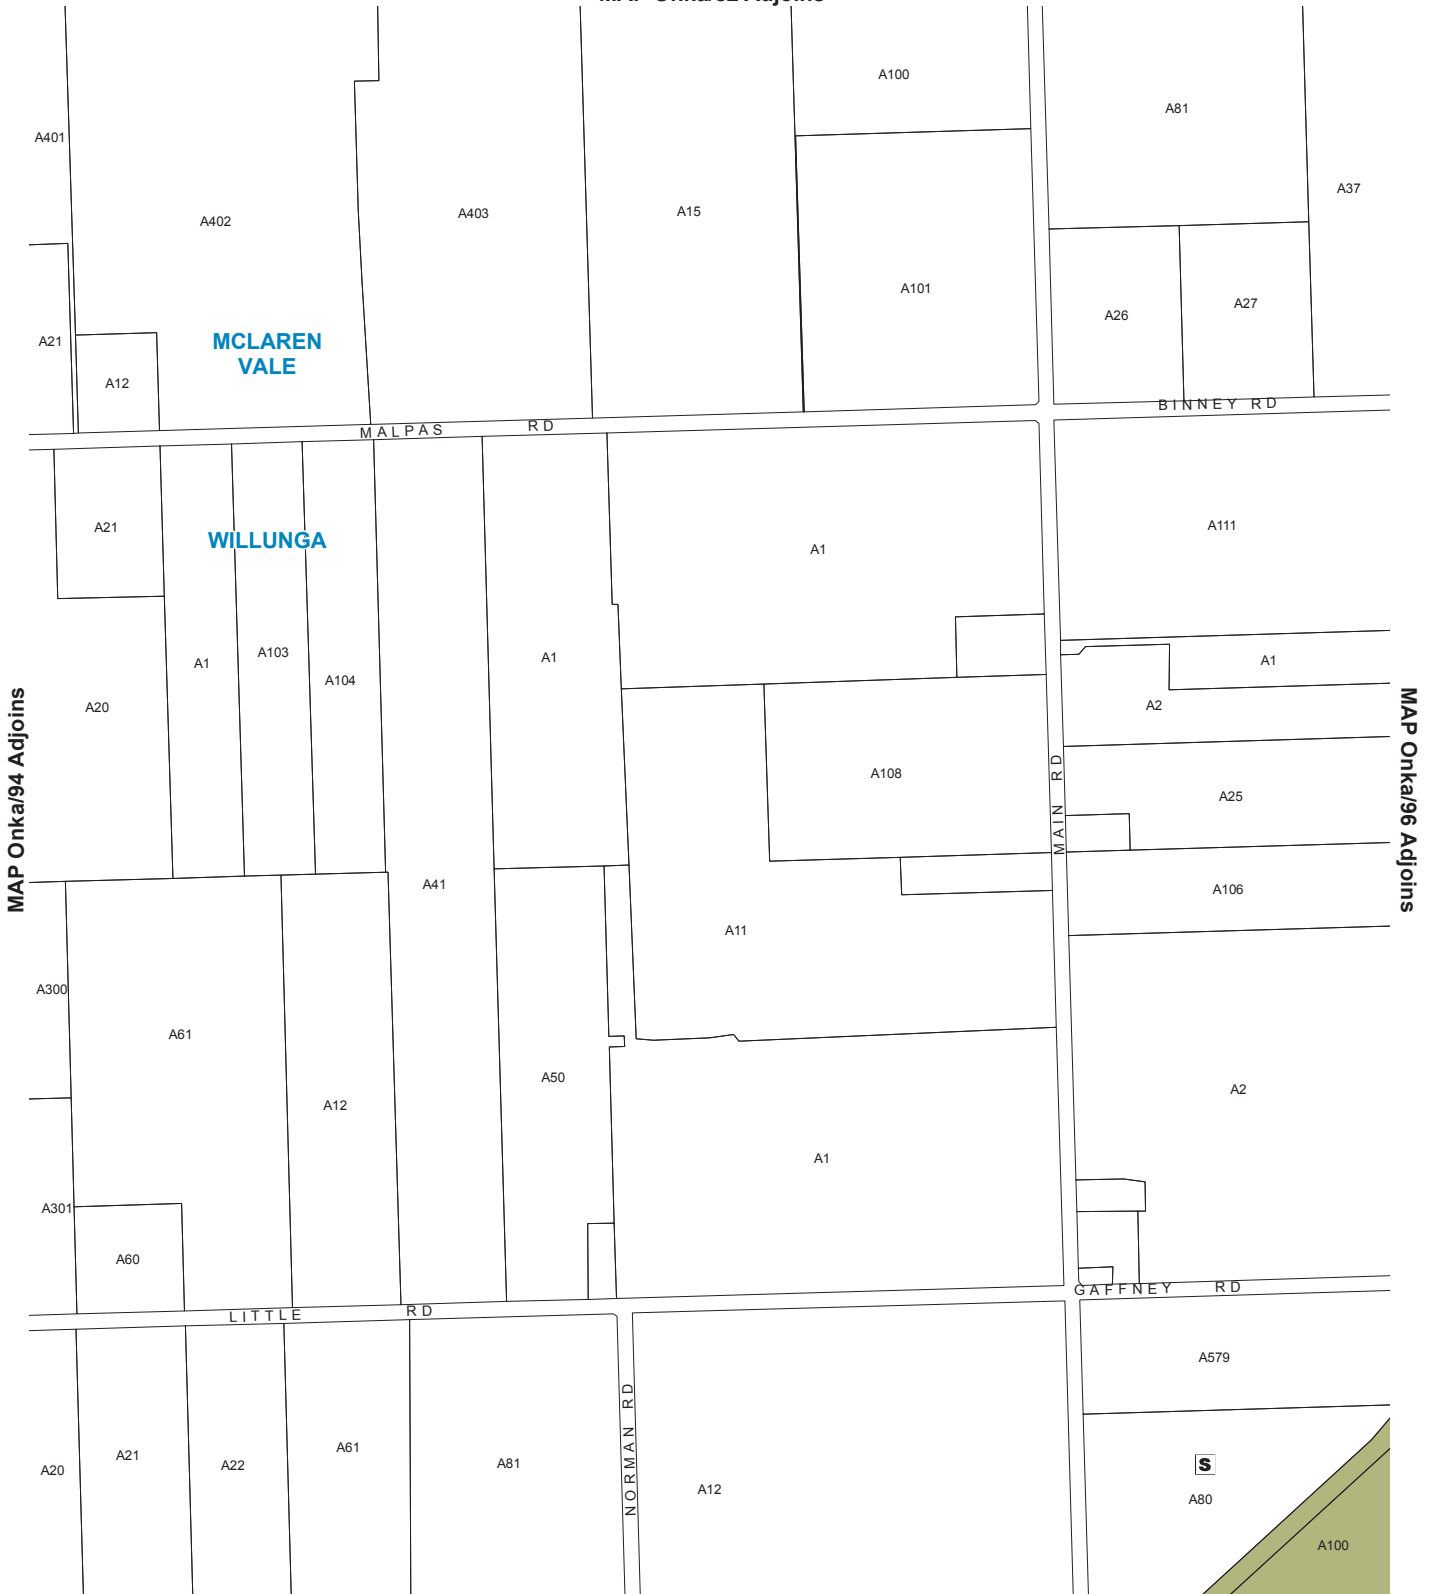 A100
A81
A401
A37
A402
A403
A15
A101
A26
A27
A21
A12
MCLAREN
VALE
BINNEY RD
MALPAS RD
A21
WILLUNGA
A1
A111
A1
A103
A104
A1
A1
A20
A2
MAP Onka/94 Adjoins
MAP Onka/96 Adjoins
MAIN RD
A108
A25
A41
A106
A11
A300
A61
A50
A12
A2
A1
A301
A60
GAFFNEY RD
LITTLE RD
A579
NORMAN RD
A20
A21
A22
A61
A81
A12
S
A80
A100